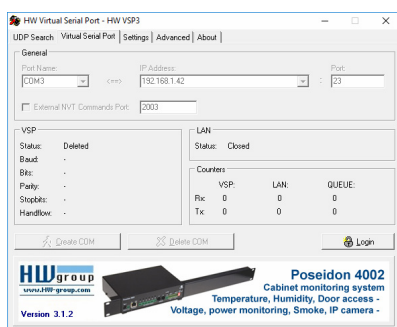 HW Virtual Serial Port - HW VSP3
UDP Search Virtual Serial Port Settings Advanced About
General
Port Name: IP Address: Port:
COM3 <==> 192.168.1.42 : 23
External NVT Commands Port: 2003
VSP
Status: Deleted
Baud: -
Bits: -
Parity: -
Stopbits: -
Handflow: -
LAN
Status: Closed
Counters
VSP: LAN: QUEUE:
Rx: 0 0 0
Tx: 0 0 0
Create COM Delete COM Login
HW group
www.HW-group.com
Version 3.1.2
Poseidon 4002
Cabinet monitoring system
Temperature, Humidity, Door access -
Voltage, power monitoring, Smoke, IP camera -